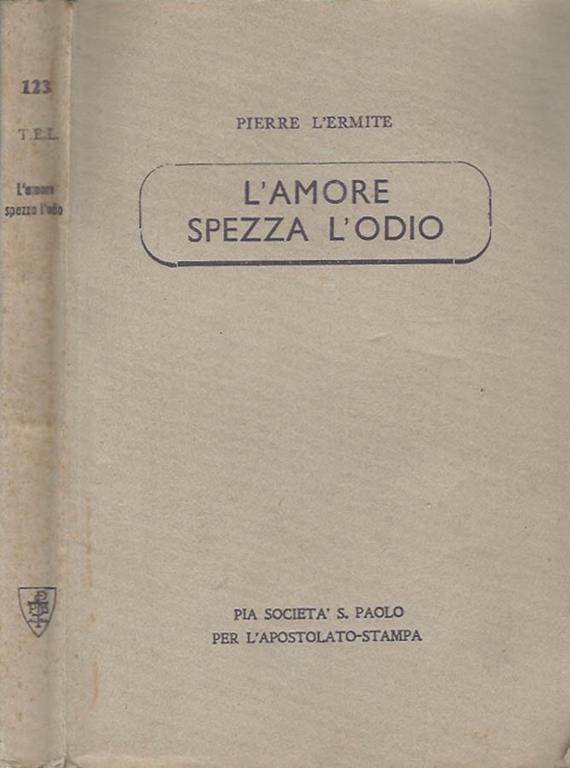 123
T.E.L.
L'amore
spezza l'odio
PIERRE L'ERMITE
L'AMORE
SPEZZA L'ODIO
PIA SOCIETA' S. PAOLO
PER L'APOSTOLATO-STAMPA